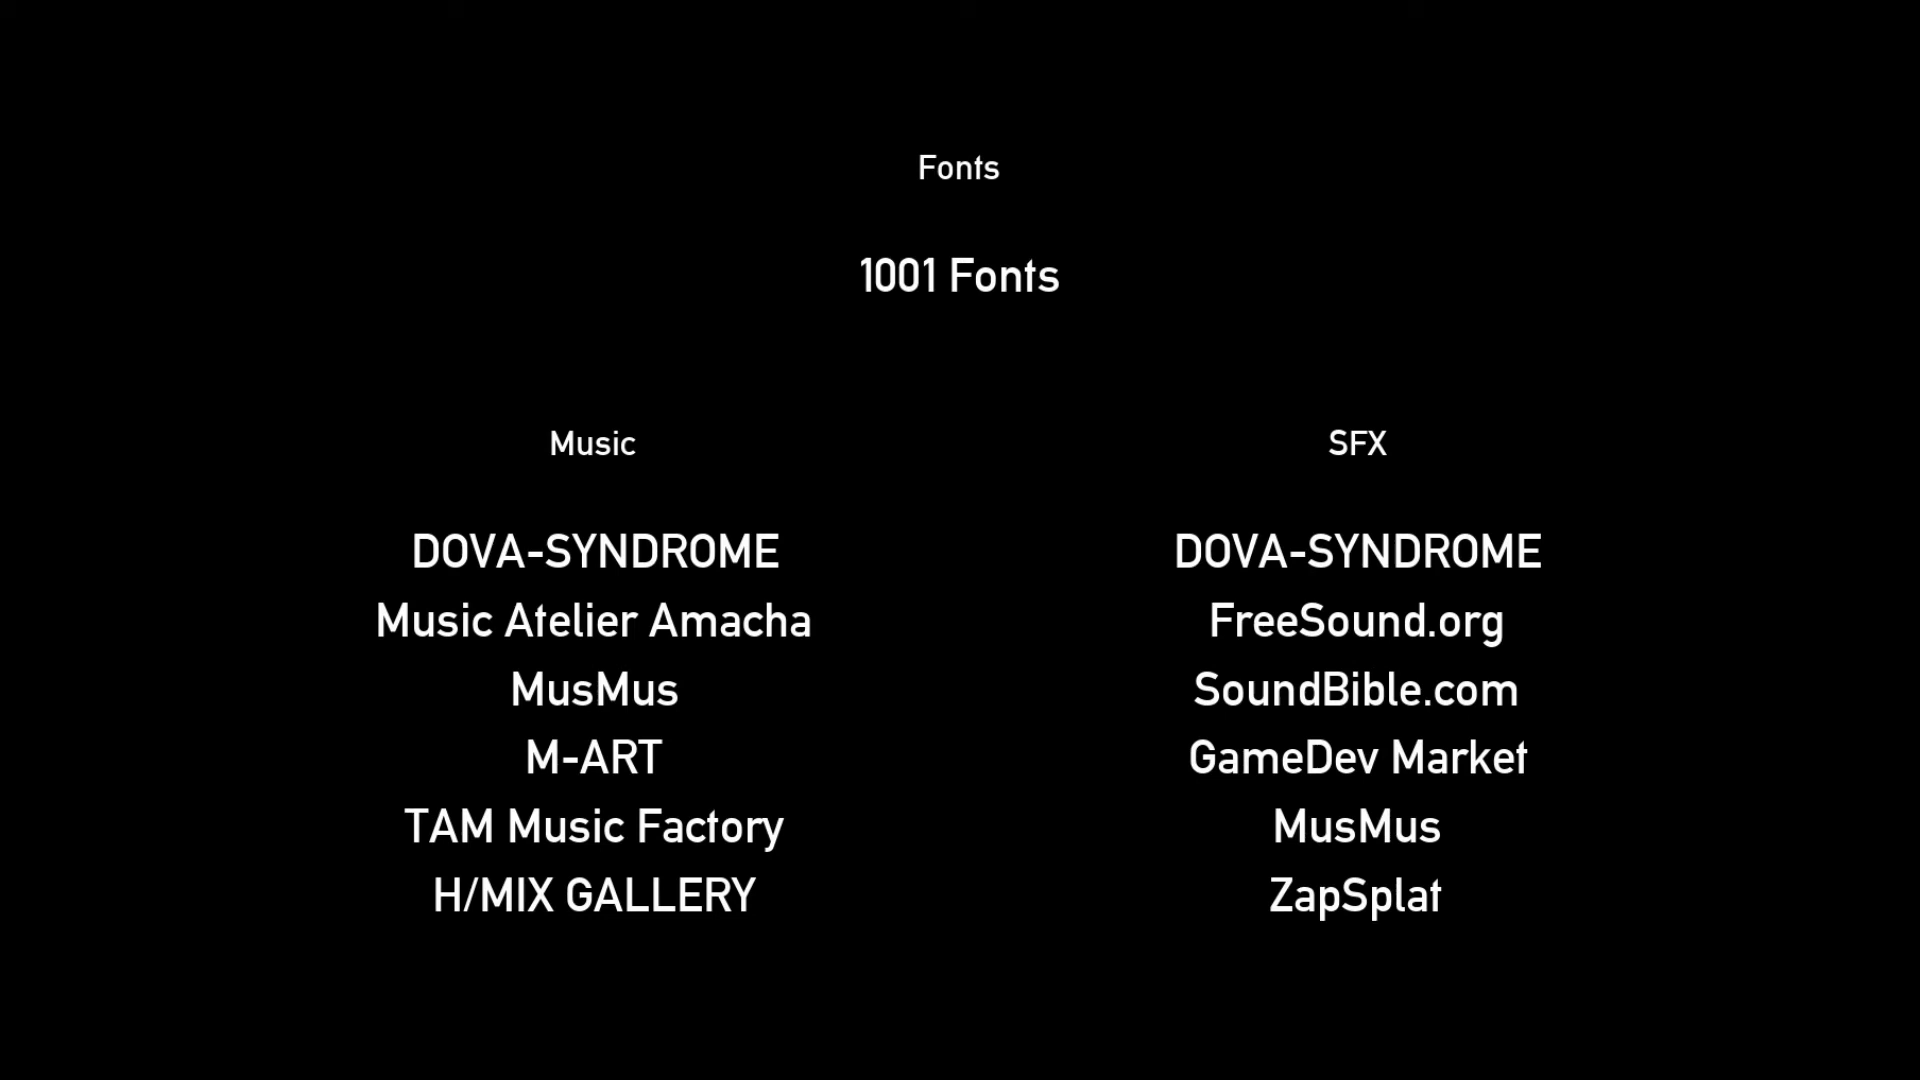 Fonts
1001 Fonts
Music
DOVA-SYNDROME
Music Atelier Amacha
MusMus
M-ART
TAM Music Factory
H/MIX GALLERY
SFX
DOVA-SYNDROME
FreeSound.org
SoundBible.com
GameDev Market
MusMus
ZapSplat